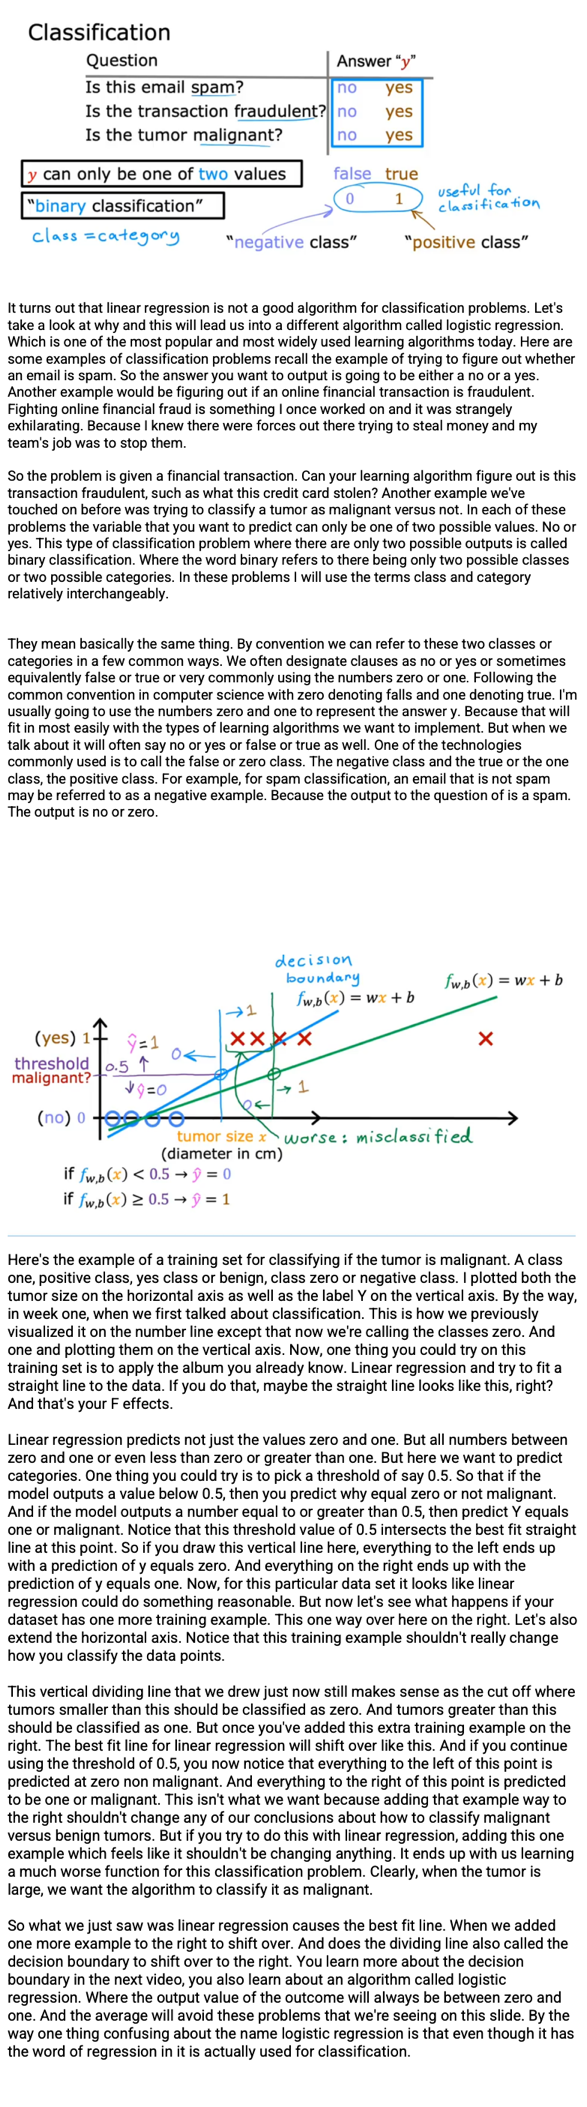 Classification
Question Answer "y"
Is this email spam? no yes
Is the transaction fraudulent? no yes
Is the tumor malignant? no yes
y can only be one of two values false true
0 1 useful for
"binary classification" classification
class = category "negative class" "positive class"
It turns out that linear regression is not a good algorithm for classification problems. Let's
take a look at why and this will lead us into a different algorithm called logistic regression.
Which is one of the most popular and most widely used learning algorithms today. Here are
some examples of classification problems recall the example of trying to figure out whether
an email is spam. So the answer you want to output is going to be either a no or a yes.
Another example would be figuring out if an online financial transaction is fraudulent.
Fighting online financial fraud is something I once worked on and it was strangely
exhilarating. Because I knew there were forces out there trying to steal money and my
team's job was to stop them.
So the problem is given a financial transaction. Can your learning algorithm figure out is this
transaction fraudulent, such as what this credit card stolen? Another example we've
touched on before was trying to classify a tumor as malignant versus not. In each of these
problems the variable that you want to predict can only be one of two possible values. No or
yes. This type of classification problem where there are only two possible outputs is called
binary classification. Where the word binary refers to there being only two possible classes
or two possible categories. In these problems I will use the terms class and category
relatively interchangeably.
They mean basically the same thing. By convention we can refer to these two classes or
categories in a few common ways. We often designate clauses as no or yes or sometimes
equivalently false or true or very commonly using the numbers zero or one. Following the
common convention in computer science with zero denoting falls and one denoting true. I'm
usually going to use the numbers zero and one to represent the answer y. Because that will
fit in most easily with the types of learning algorithms we want to implement. But when we
talk about it will often say no or yes or false or true as well. One of the technologies
commonly used is to call the false or zero class. The negative class and the true or the one
class, the positive class. For example, for spam classification, an email that is not spam
may be referred to as a negative example. Because the output to the question of is a spam.
The output is no or zero.
decision
boundary fw,b(x) = wx + b
fw,b(x) = wx + b
→1
(yes) 1 ŷ=1 0←
threshold 0.5 ↑
malignant? ↓ŷ=0 → 1
0←
(no) 0
tumor size x worse: misclassified
(diameter in cm)
if fw,b(x) < 0.5 → ŷ = 0
if fw,b(x) ≥ 0.5 → ŷ = 1
Here's the example of a training set for classifying if the tumor is malignant. A class
one, positive class, yes class or benign, class zero or negative class. I plotted both the
tumor size on the horizontal axis as well as the label Y on the vertical axis. By the way,
in week one, when we first talked about classification. This is how we previously
visualized it on the number line except that now we're calling the classes zero. And
one and plotting them on the vertical axis. Now, one thing you could try on this
training set is to apply the album you already know. Linear regression and try to fit a
straight line to the data. If you do that, maybe the straight line looks like this, right?
And that's your F effects.
Linear regression predicts not just the values zero and one. But all numbers between
zero and one or even less than zero or greater than one. But here we want to predict
categories. One thing you could try is to pick a threshold of say 0.5. So that if the
model outputs a value below 0.5, then you predict why equal zero or not malignant.
And if the model outputs a number equal to or greater than 0.5, then predict Y equals
one or malignant. Notice that this threshold value of 0.5 intersects the best fit straight
line at this point. So if you draw this vertical line here, everything to the left ends up
with a prediction of y equals zero. And everything on the right ends up with the
prediction of y equals one. Now, for this particular data set it looks like linear
regression could do something reasonable. But now let's see what happens if your
dataset has one more training example. This one way over here on the right. Let's also
extend the horizontal axis. Notice that this training example shouldn't really change
how you classify the data points.
This vertical dividing line that we drew just now still makes sense as the cut off where
tumors smaller than this should be classified as zero. And tumors greater than this
should be classified as one. But once you've added this extra training example on the
right. The best fit line for linear regression will shift over like this. And if you continue
using the threshold of 0.5, you now notice that everything to the left of this point is
predicted at zero non malignant. And everything to the right of this point is predicted
to be one or malignant. This isn't what we want because adding that example way to
the right shouldn't change any of our conclusions about how to classify malignant
versus benign tumors. But if you try to do this with linear regression, adding this one
example which feels like it shouldn't be changing anything. It ends up with us learning
a much worse function for this classification problem. Clearly, when the tumor is
large, we want the algorithm to classify it as malignant.
So what we just saw was linear regression causes the best fit line. When we added
one more example to the right to shift over. And does the dividing line also called the
decision boundary to shift over to the right. You learn more about the decision
boundary in the next video, you also learn about an algorithm called logistic
regression. Where the output value of the outcome will always be between zero and
one. And the average will avoid these problems that we're seeing on this slide. By the
way one thing confusing about the name logistic regression is that even though it has
the word of regression in it is actually used for classification.